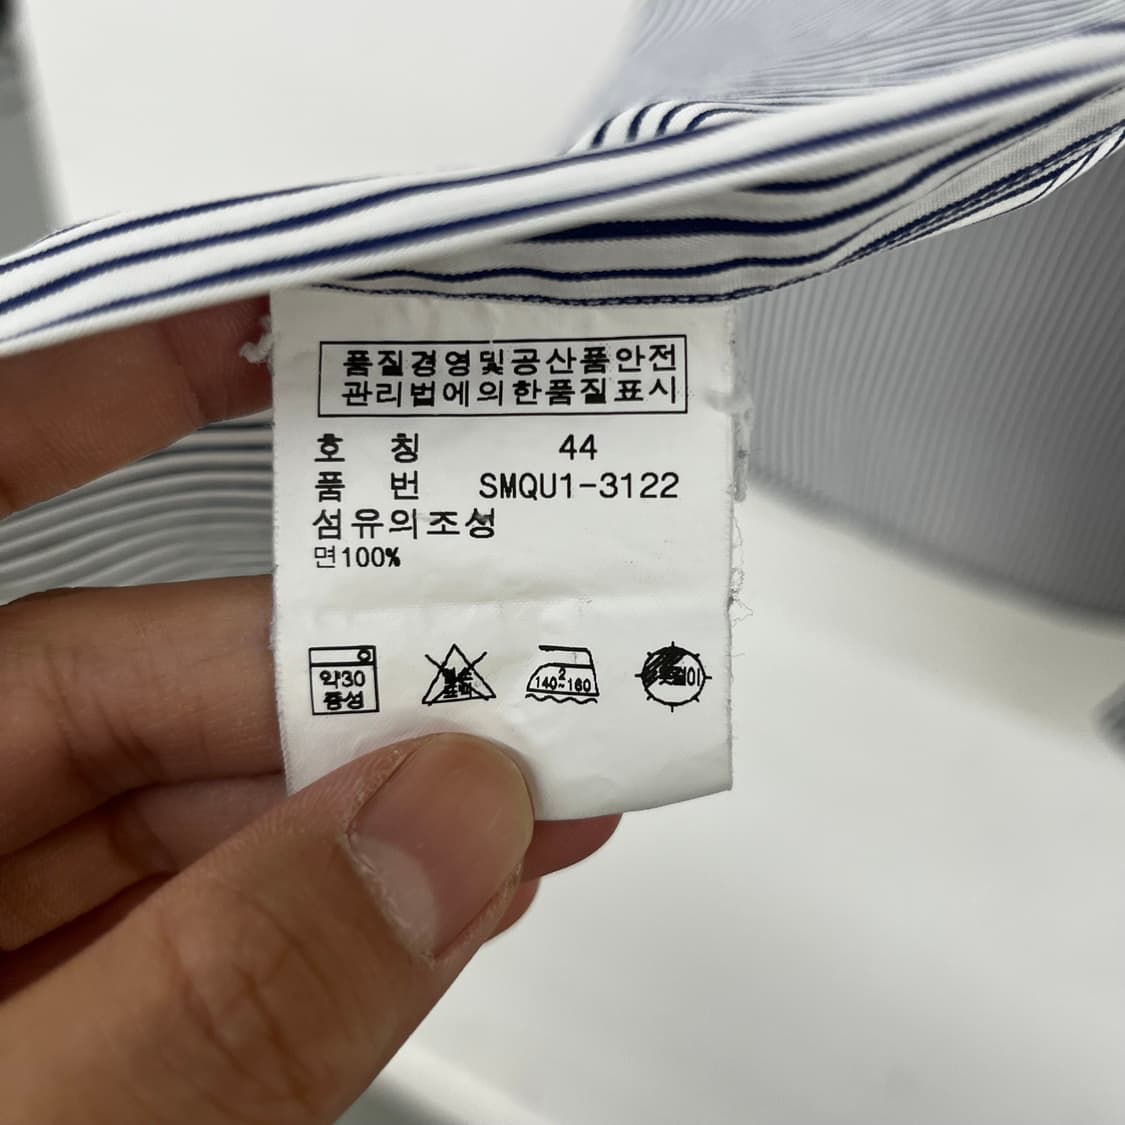 품질경영및공산품안전
관리법에의한품질표시
호 칭 44
품 번 SMQU1-3122
섬유의조성
면100%
약30
중성
2
140~160